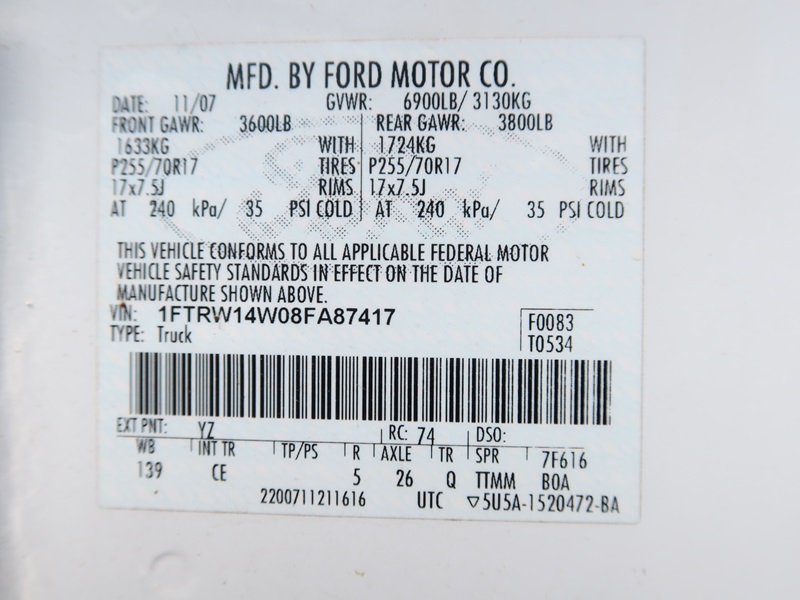 MFD. BY FORD MOTOR CO.
DATE: 11/07 GVWR: 6900LB/ 3130KG
FRONT GAWR: 3600LB REAR GAWR: 3800LB
1633KG WITH 1724KG WITH
P255/70R17 TIRES P255/70R17 TIRES
17x7.5J RIMS 17x7.5J RIMS
AT 240 kPa/ 35 PSI COLD AT 240 kPa/ 35 PSI COLD
THIS VEHICLE CONFORMS TO ALL APPLICABLE FEDERAL MOTOR
VEHICLE SAFETY STANDARDS IN EFFECT ON THE DATE OF
MANUFACTURE SHOWN ABOVE.
VIN: 1FTRW14W08FA87417
F0083
TYPE: Truck
T0534
EXT PNT: YZ RC: 74 DSO:
WB INT TR TP/PS R AXLE TR SPR 7F616
139 CE 5 26 Q TTMM BOA
2200711211616 UTC ▽5U5A-1520472-BA